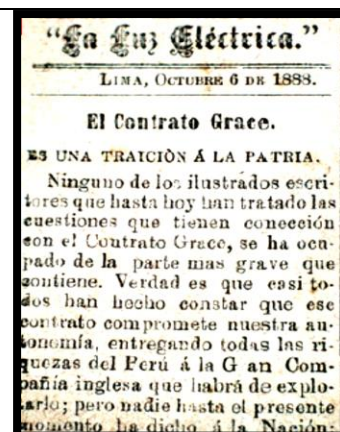 “La Luz Eléctrica.”
LIMA, OCTUBRE 6 DE 1888.
El Contrato Grace.
ES UNA TRAICIÒN Á LA PATRIA.
Ninguno de los ilustrados escri-
tores que hasta hoy han tratado las
cuestiones que tienen conección
con el Contrato Grace, se ha ocu-
pado de la parte mas grave que
contiene. Verdad es que casi to-
dos han hecho constar que ese
contrato compromete nuestra au-
tonomía, entregando todas las ri-
quezas del Perú á la G an Com-
pañia inglesa que habrá de explo-
tarlo; pero nadie hasta el presente
momento ha dicho á la Nación: